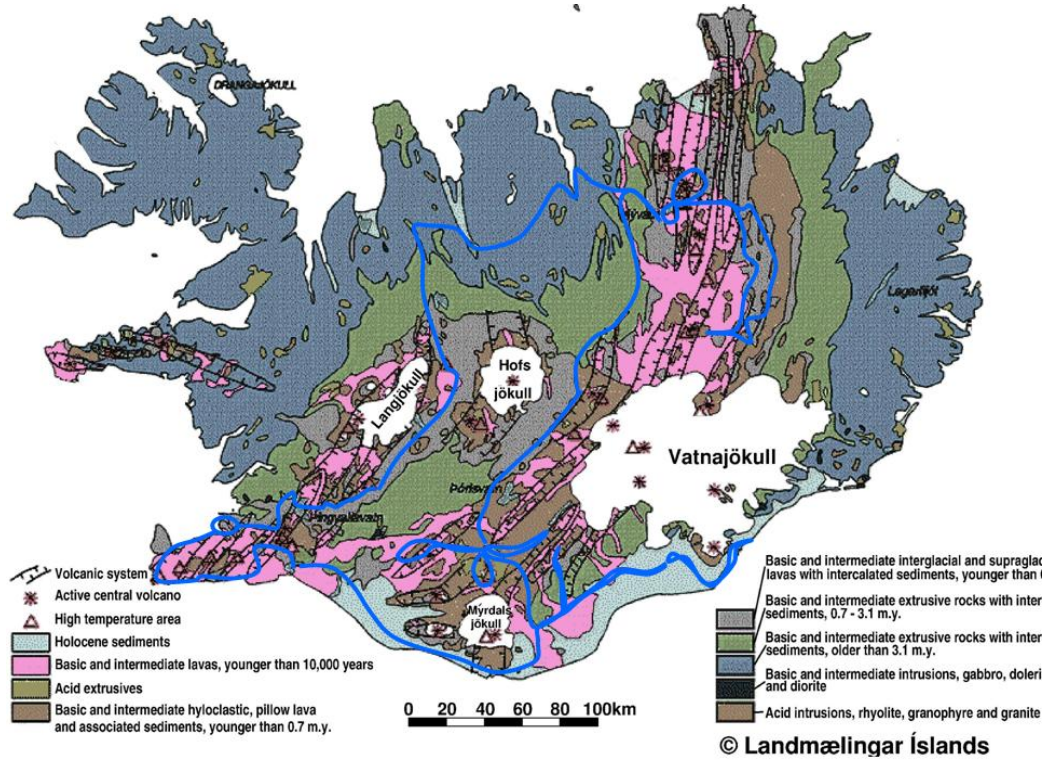 DRANGAJÖKULL
Lagarfljót
Hofs
jökull
Langjökull
Vatnajökull
Þórisvatn
Þingvallavatn
Mýrdals
jökull
Volcanic system
Active central volcano
High temperature area
Holocene sediments
Basic and intermediate lavas, younger than 10,000 years
Acid extrusives
Basic and intermediate hyloclastic, pillow lava
and associated sediments, younger than 0.7 m.y.
0 20 40 60 80 100km
Basic and intermediate interglacial and supraglac
lavas with intercalated sediments, younger than 0
Basic and intermediate extrusive rocks with inter
sediments, 0.7 - 3.1 m.y.
Basic and intermediate extrusive rocks with inter
sediments, older than 3.1 m.y.
Basic and intermediate intrusions, gabbro, doleri
and diorite
Acid intrusions, rhyolite, granophyre and granite
© Landmælingar Íslands